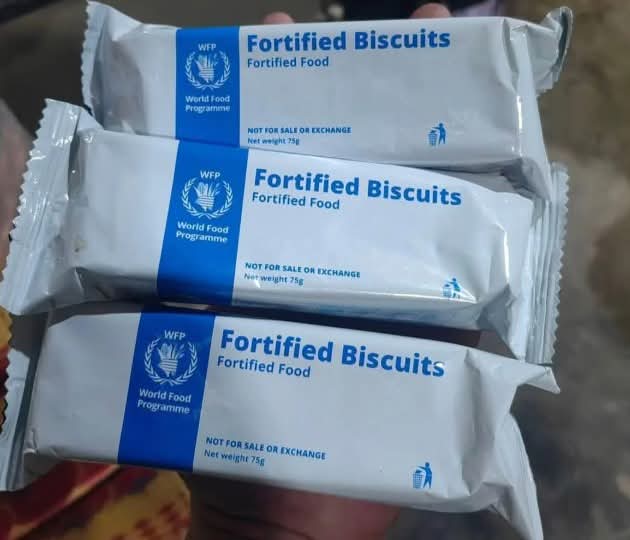 WFP
World Food
Programme
Fortified Biscuits
Fortified Food
NOT FOR SALE OR EXCHANGE
Net weight 75g
WFP
World Food
Programme
Fortified Biscuits
Fortified Food
NOT FOR SALE OR EXCHANGE
Net weight 75g
WFP
World Food
Programme
Fortified Biscuits
Fortified Food
NOT FOR SALE OR EXCHANGE
Net weight 75g